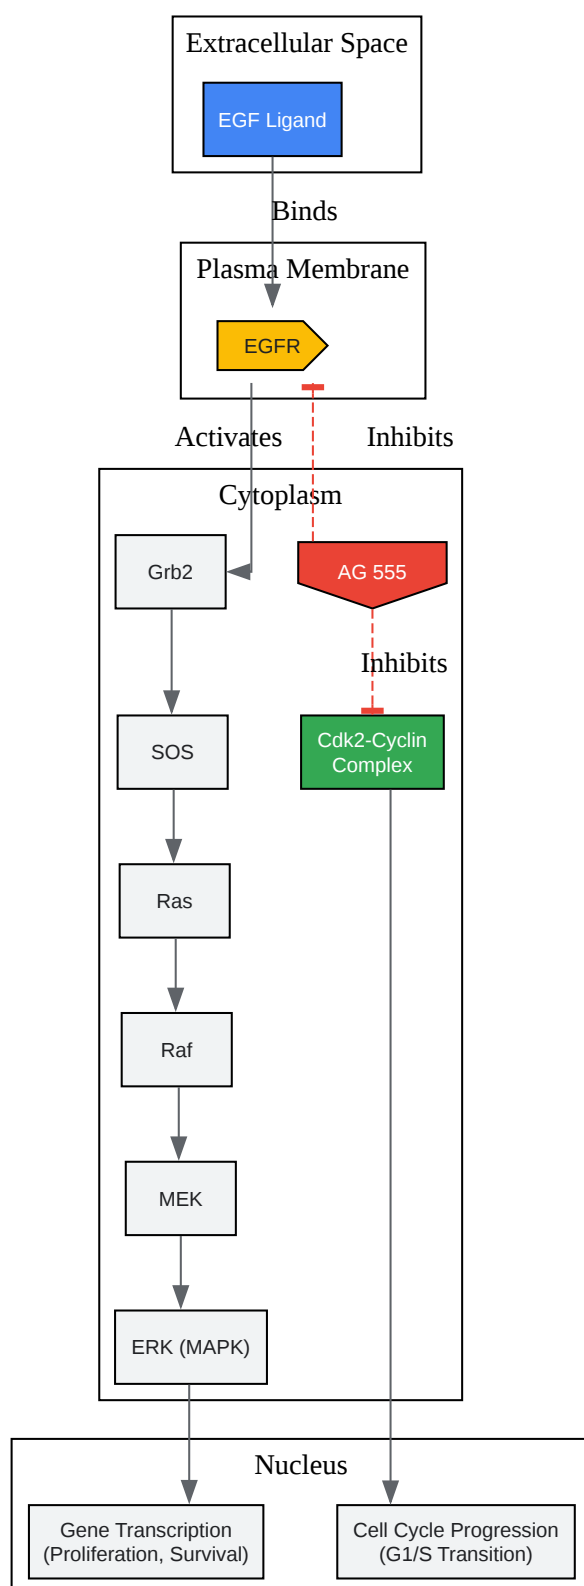 Extracellular Space
EGF Ligand
Binds
Plasma Membrane
EGFR
Activates
Inhibits
Cytoplasm
Grb2
AG 555
Inhibits
SOS
Cdk2-Cyclin
Complex
Ras
Raf
MEK
ERK (MAPK)
Nucleus
Gene Transcription
(Proliferation, Survival)
Cell Cycle Progression
(G1/S Transition)